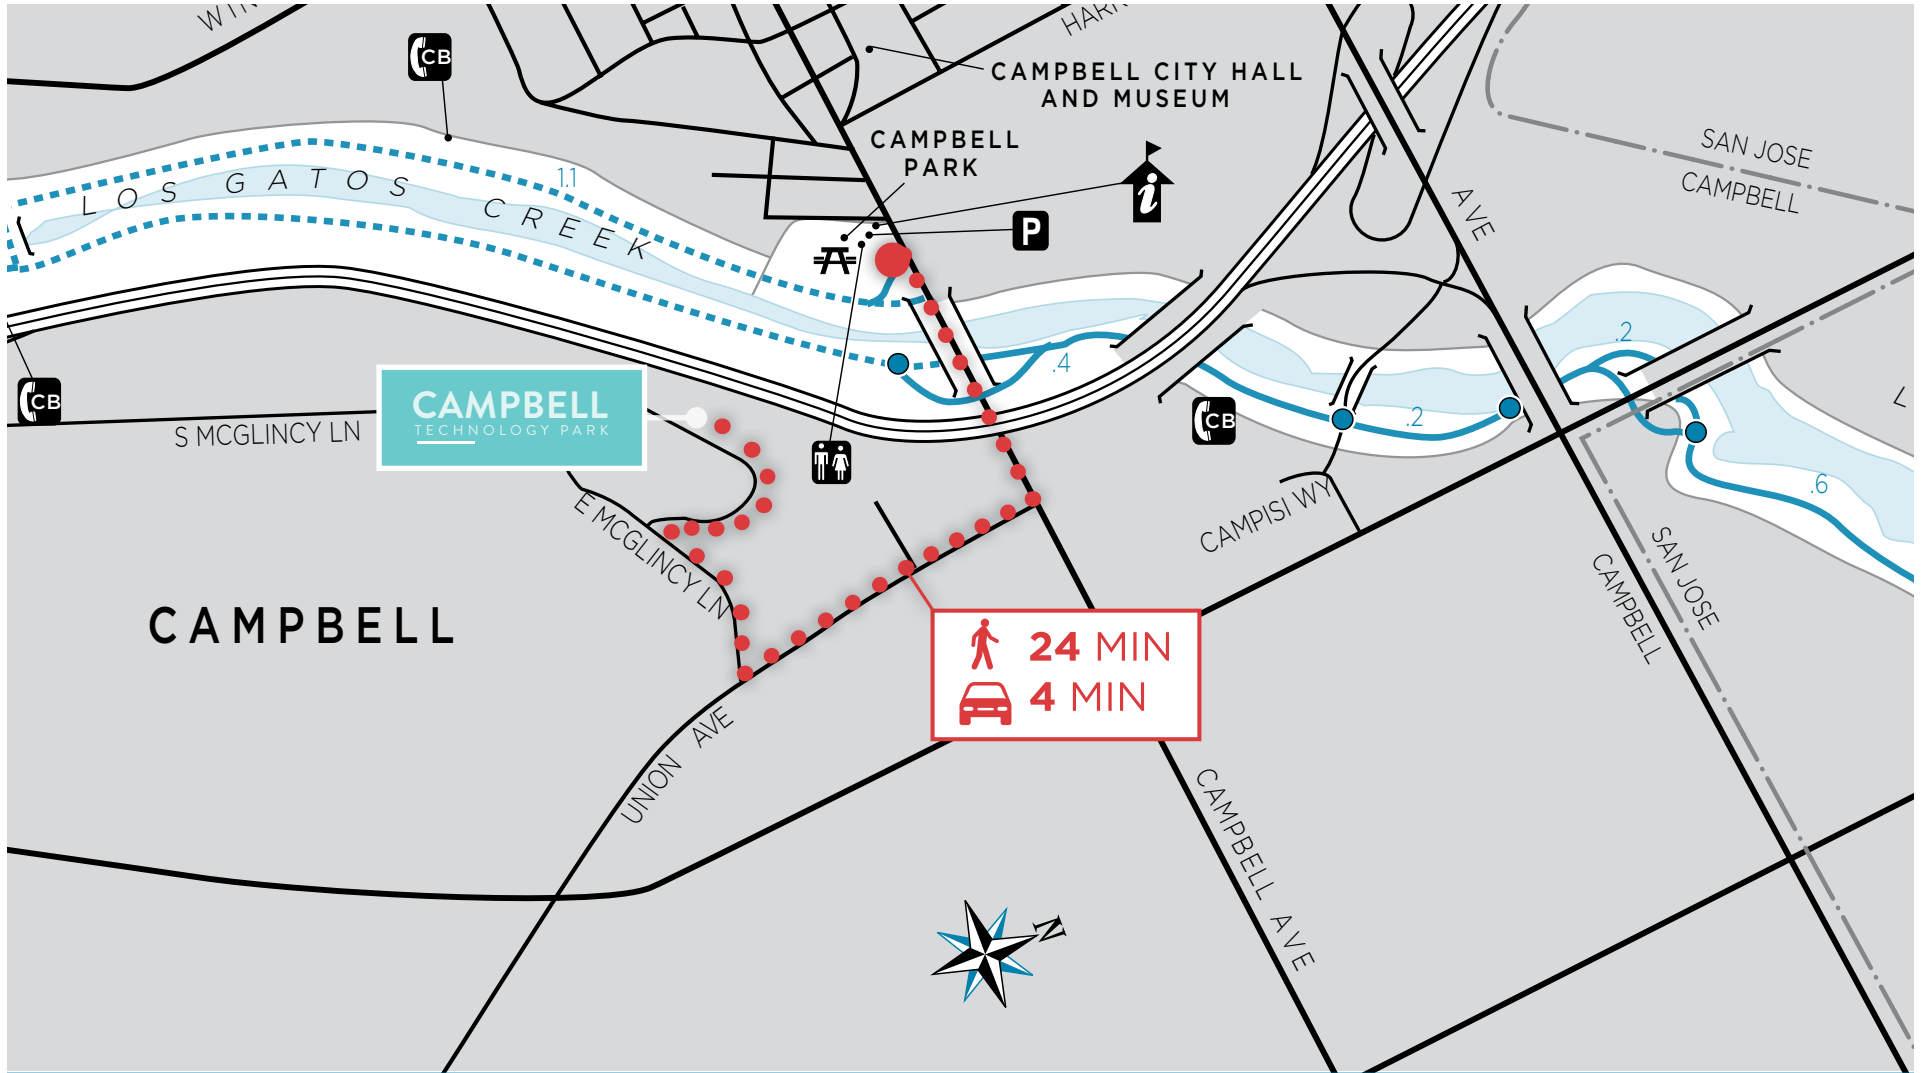 CB
CAMPBELL CITY HALL
AND MUSEUM
CAMPBELL
PARK
SAN JOSE
CAMPBELL
1.1
LOS GATOS CREEK
i
P
AVE
.2
.4
CB
CAMPBELL
TECHNOLOGY PARK
S MCGLINCY LN
CB
.2
.6
E MCGLINCY LN
CAMPISI WY
SAN JOSE
CAMPBELL
CAMPBELL
24 MIN
4 MIN
UNION AVE
CAMPBELL AVE
N